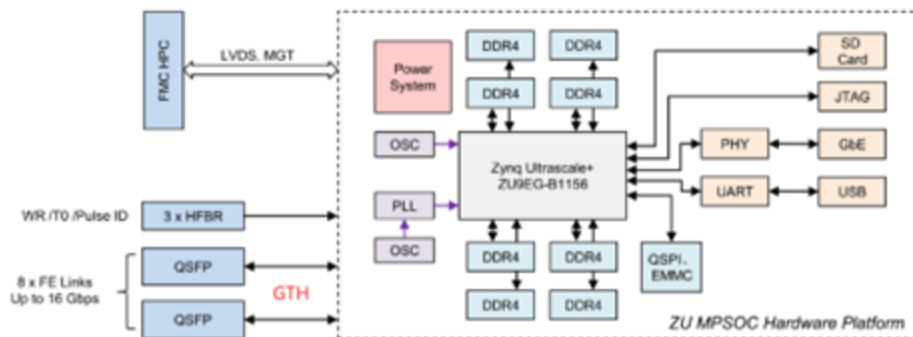 FMC HPC
LVDS, MGT
WR /T0 /Pulse ID
3 x HFBR
8 x FE Links
Up to 16 Gbps
QSFP
QSFP
GTH
Power
System
OSC
PLL
OSC
DDR4
DDR4
DDR4
DDR4
Zynq Ultrascale+
ZU9EG-B1156
DDR4
DDR4
DDR4
DDR4
SD
Card
JTAG
PHY
GbE
UART
USB
QSPI、
EMMC
ZU MPSOC Hardware Platform